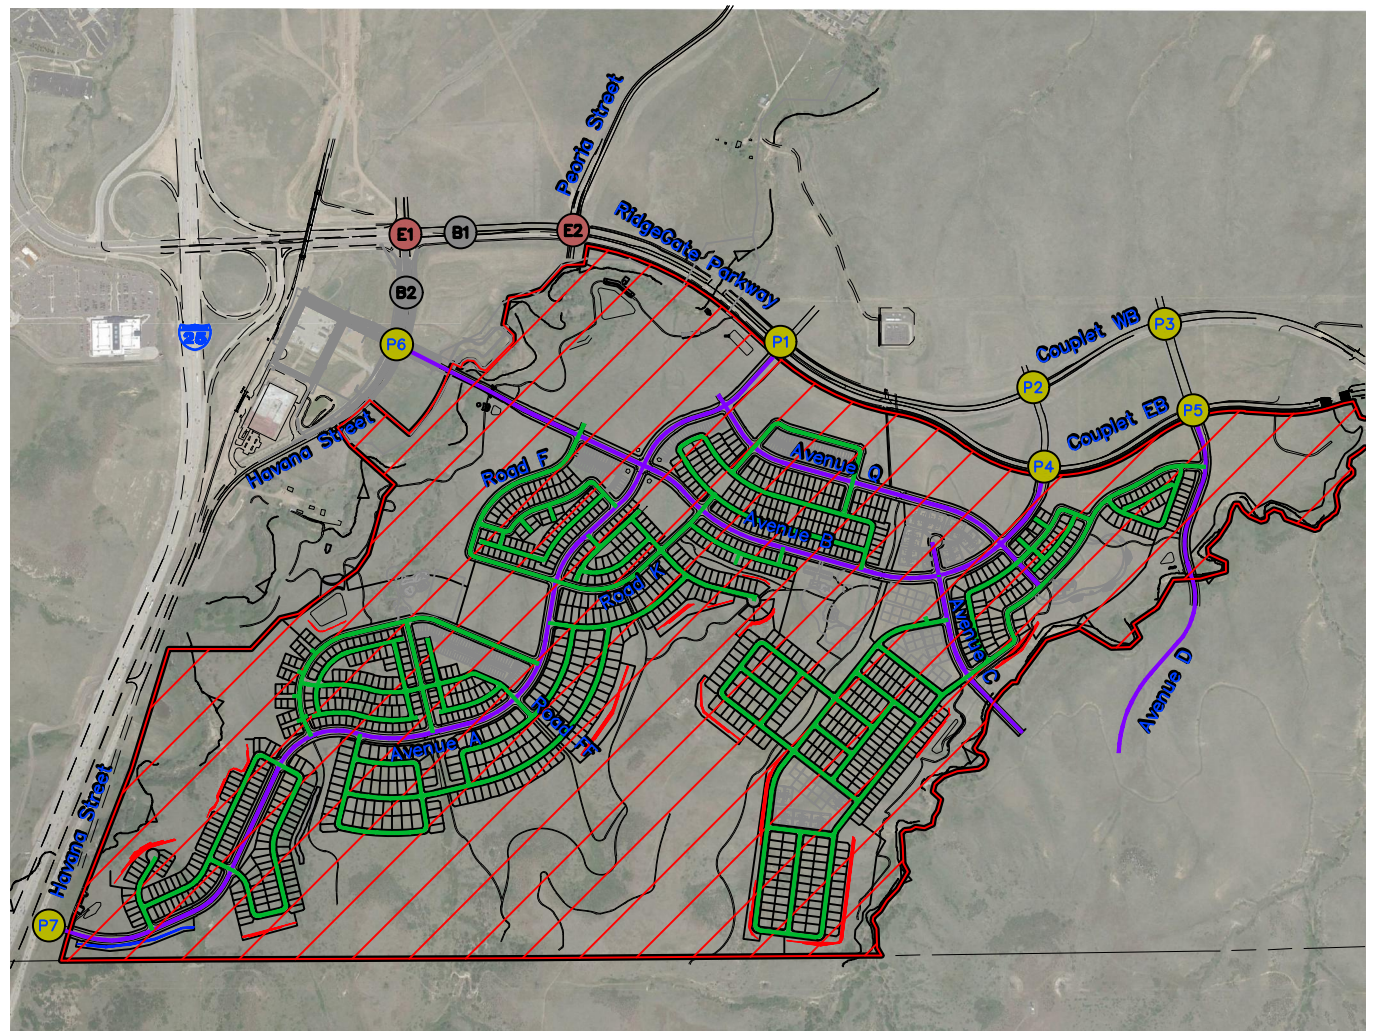 Peoria Street
RidgeGate Parkway
E1
B1
E2
B2
P6
P1
P3
Couplet WB
P2
25
Couplet EB
P5
Havana Street
Road F
Avenue Q
P4
Avenue B
Road K
Avenue C
Avenue D
Road FF
Avenue A
Havana Street
P7